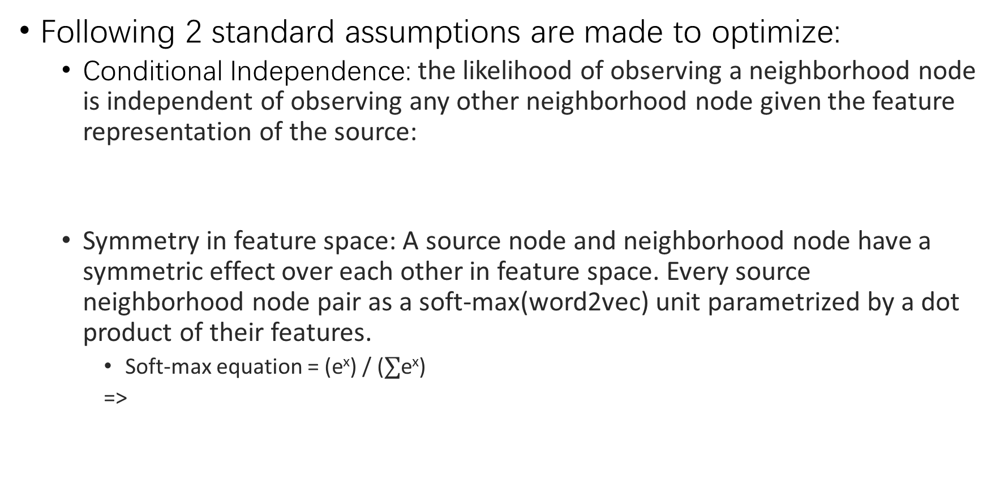 • Following 2 standard assumptions are made to optimize:
• Conditional Independence: the likelihood of observing a neighborhood node
is independent of observing any other neighborhood node given the feature
representation of the source:
• Symmetry in feature space: A source node and neighborhood node have a
symmetric effect over each other in feature space. Every source
neighborhood node pair as a soft-max(word2vec) unit parametrized by a dot
product of their features.
• Soft-max equation = (eˣ) / (∑eˣ)
=>